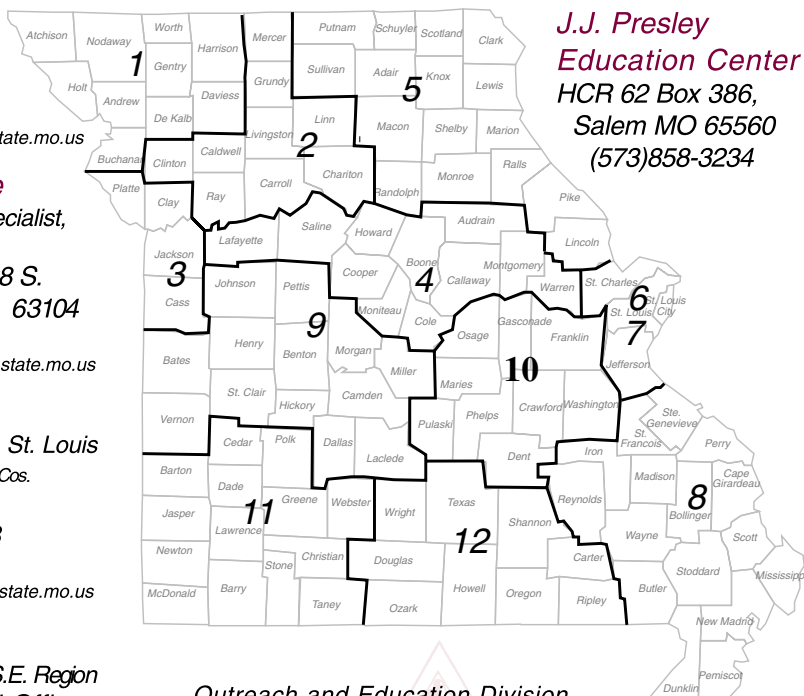 J.J. Presley
Education Center
HCR 62 Box 386,
Salem MO 65560
(573)858-3234
tate.mo.us
e
ecialist,
8 S.
63104
state.mo.us
St. Louis
Cos.
state.mo.us
S.E. Region
Outreach and Education Division
Atchison
Nodaway
Worth
Harrison
Mercer
Putnam
Schuyler
Scotland
Clark
1
Gentry
Holt
Andrew
De Kalb
Daviess
Grundy
Sullivan
Adair
Knox
Lewis
5
Linn
Macon
Shelby
Marion
Livingston
2
Buchanan
Clinton
Caldwell
Carroll
Chariton
Randolph
Monroe
Ralls
Platte
Clay
Ray
Pike
Lafayette
Saline
Howard
Audrain
Lincoln
Jackson
3
Cass
Johnson
Pettis
Cooper
Boone
4
Callaway
Montgomery
Warren
St. Charles
6
St. Louis
St. Louis
City
7
Moniteau
Cole
Osage
Gasconade
Franklin
Jefferson
9
Henry
Benton
Morgan
Miller
10
Maries
Bates
St. Clair
Hickory
Camden
Pulaski
Phelps
Crawford
Washington
Ste.
Genevieve
St.
Francois
Perry
Vernon
Cedar
Polk
Dallas
Laclede
Dent
Iron
Barton
Dade
Greene
Webster
Wright
Texas
Reynolds
Madison
Cape
Girardeau
8
Bollinger
11
Jasper
Lawrence
Shannon
12
Wayne
Scott
Newton
Stone
Christian
Douglas
Carter
Stoddard
Mississippi
McDonald
Barry
Taney
Ozark
Howell
Oregon
Ripley
Butler
New Madrid
Pemiscot
Dunklin